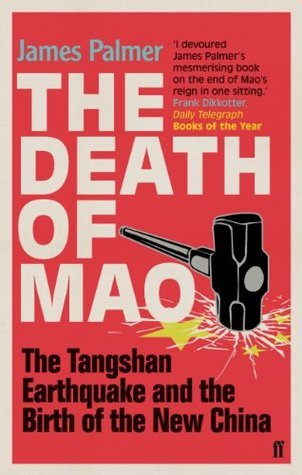 James Palmer
'I devoured
James Palmer's
mesmerising book
on the end of Mao's
reign in one sitting.'
Frank Dikkotter,
Daily Telegraph
Books of the Year
THE
DEATH
OF
MAO
The Tangshan
Earthquake and the
Birth of the New China
ff